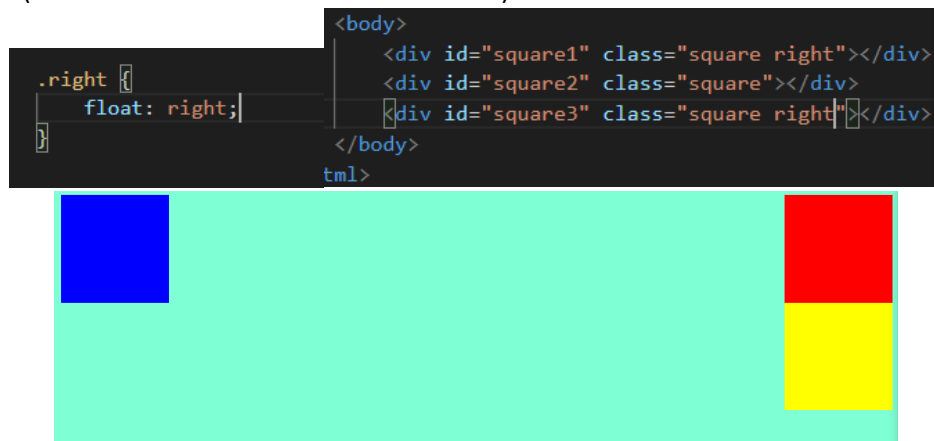 .right {
float: right;
}
<body>
<div id="square1" class="square right"></div>
<div id="square2" class="square"></div>
<div id="square3" class="square right"></div>
</body>
tml>